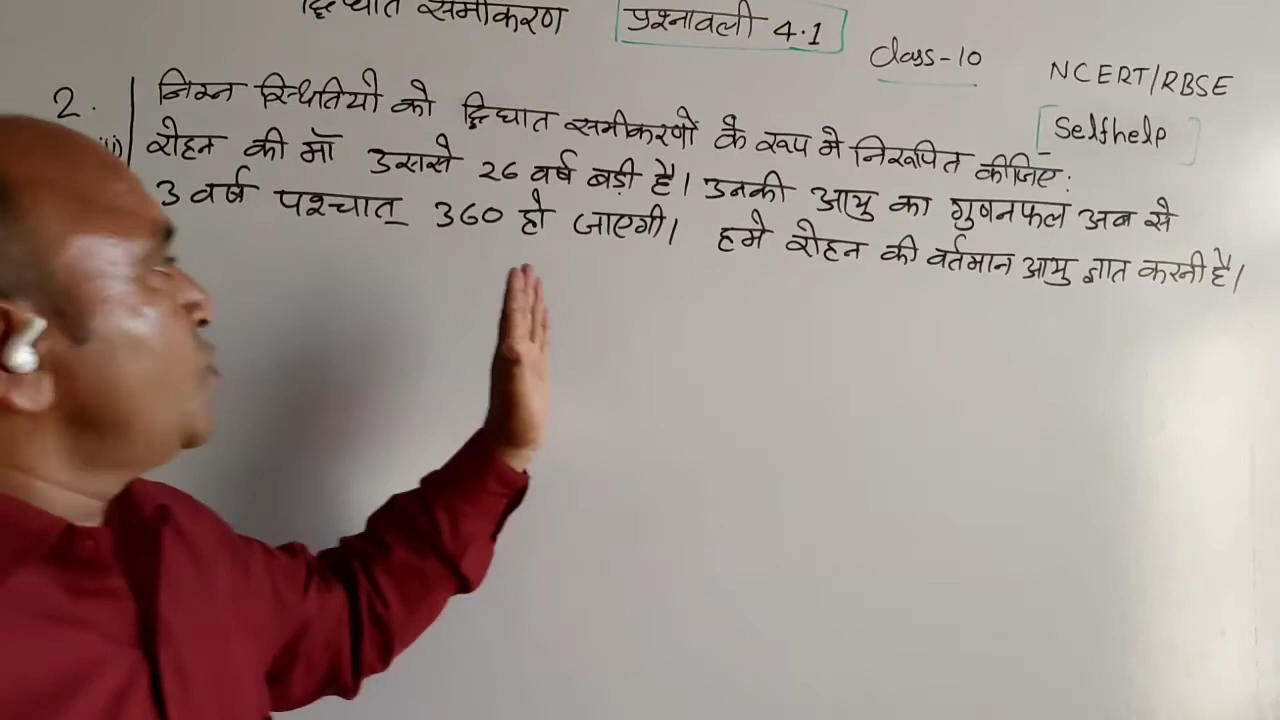 द्विघात समीकरण प्रश्नावली 4.1
Class-10
NCERT/RBSE
Selfhelp
2. निम्न स्थितियो को द्विघात समीकरणों के रूप मे निरूपित कीजिए:
रोहन की माँ उससे 26 वर्ष बड़ी है। उनकी आयु का गुणनफल अब से
3 वर्ष पश्चात् 360 हो जाएगी। हमे रोहन की वर्तमान आयु ज्ञात करनी है।